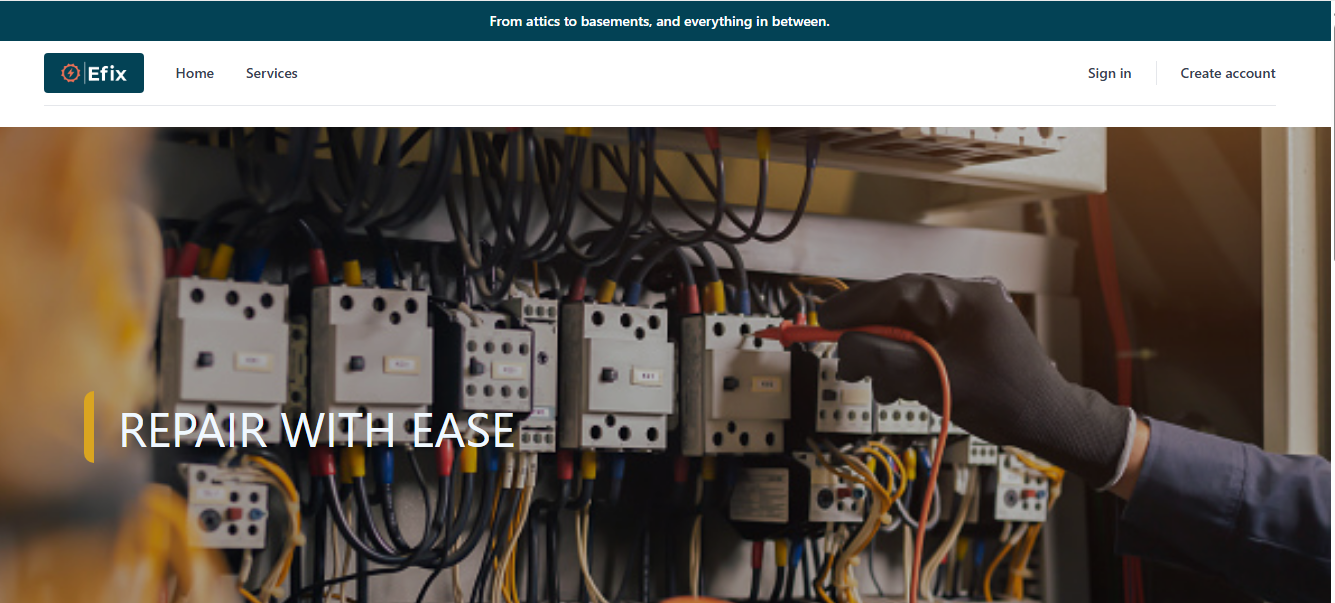 From attics to basements, and everything in between.
Efix
Home
Services
Sign in
Create account
REPAIR WITH EASE